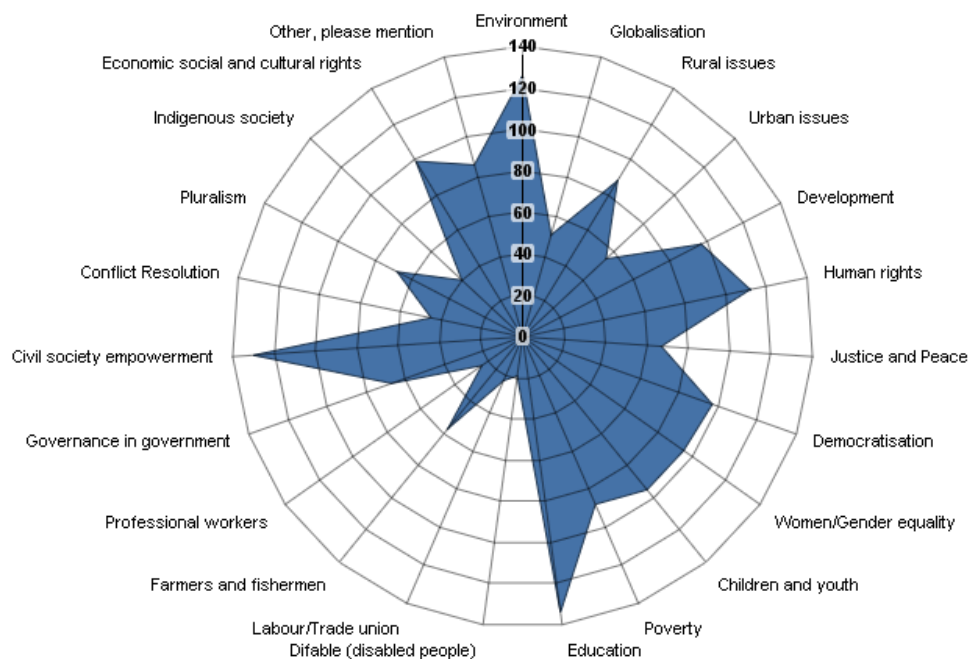 Environment
Other, please mention
Globalisation
Economic social and cultural rights
Rural issues
Indigenous society
Urban issues
Pluralism
Development
Conflict Resolution
Human rights
Civil society empowerment
Justice and Peace
Governance in government
Democratisation
Professional workers
Women/Gender equality
Farmers and fishermen
Children and youth
Labour/Trade union
Poverty
Difable (disabled people)
Education
140
120
100
80
60
40
20
0